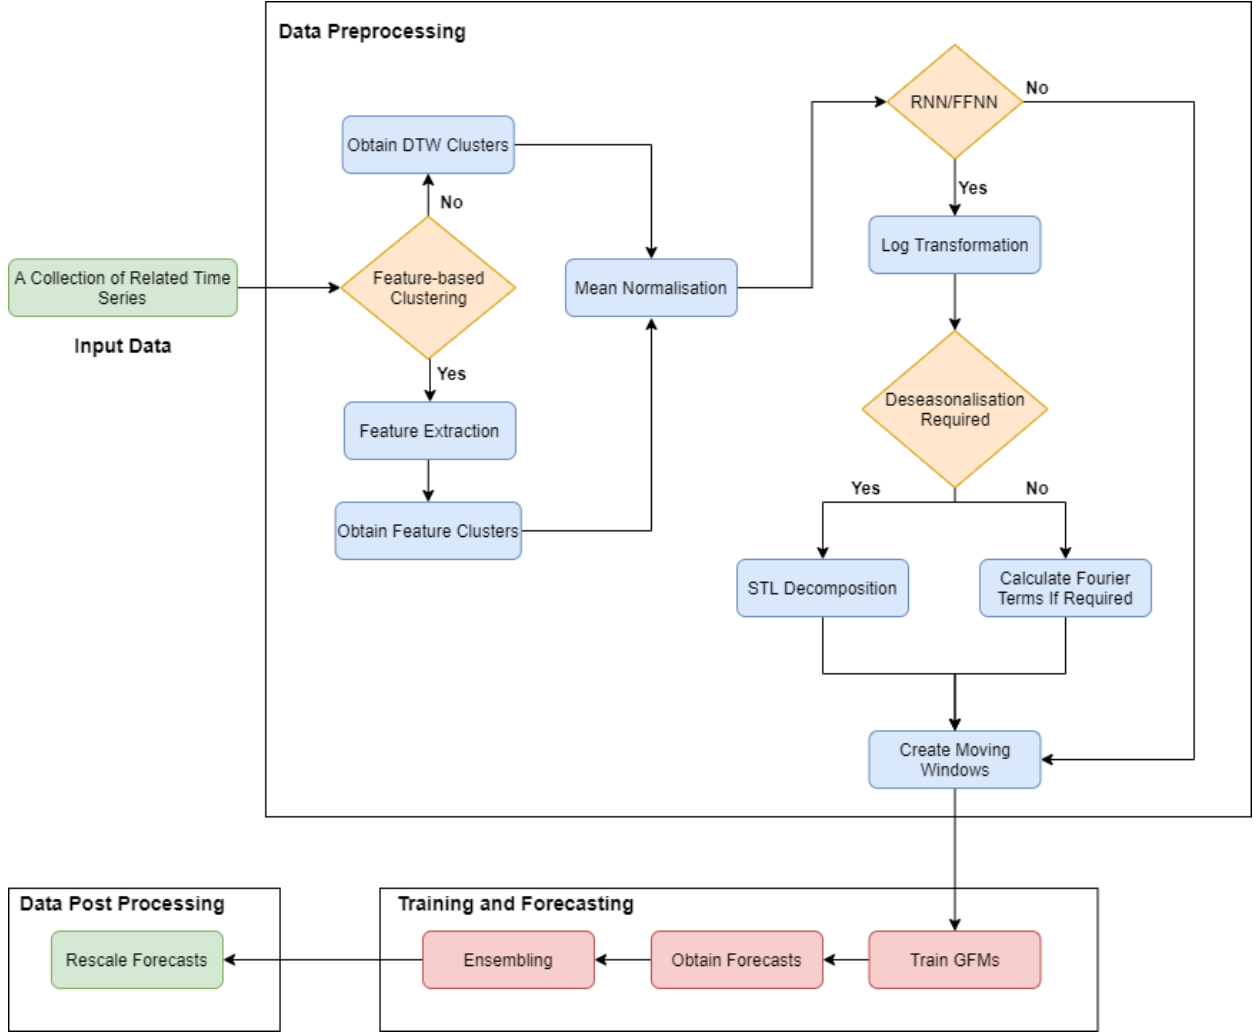 Data Preprocessing
RNN/FFNN
No
Obtain DTW Clusters
Yes
No
Log Transformation
A Collection of Related Time
Series
Feature-based
Clustering
Mean Normalisation
Input Data
Yes
Deseasonalisation
Required
Feature Extraction
Yes
No
Obtain Feature Clusters
STL Decomposition
Calculate Fourier
Terms If Required
Create Moving
Windows
Data Post Processing
Training and Forecasting
Rescale Forecasts
Ensembling
Obtain Forecasts
Train GFMs